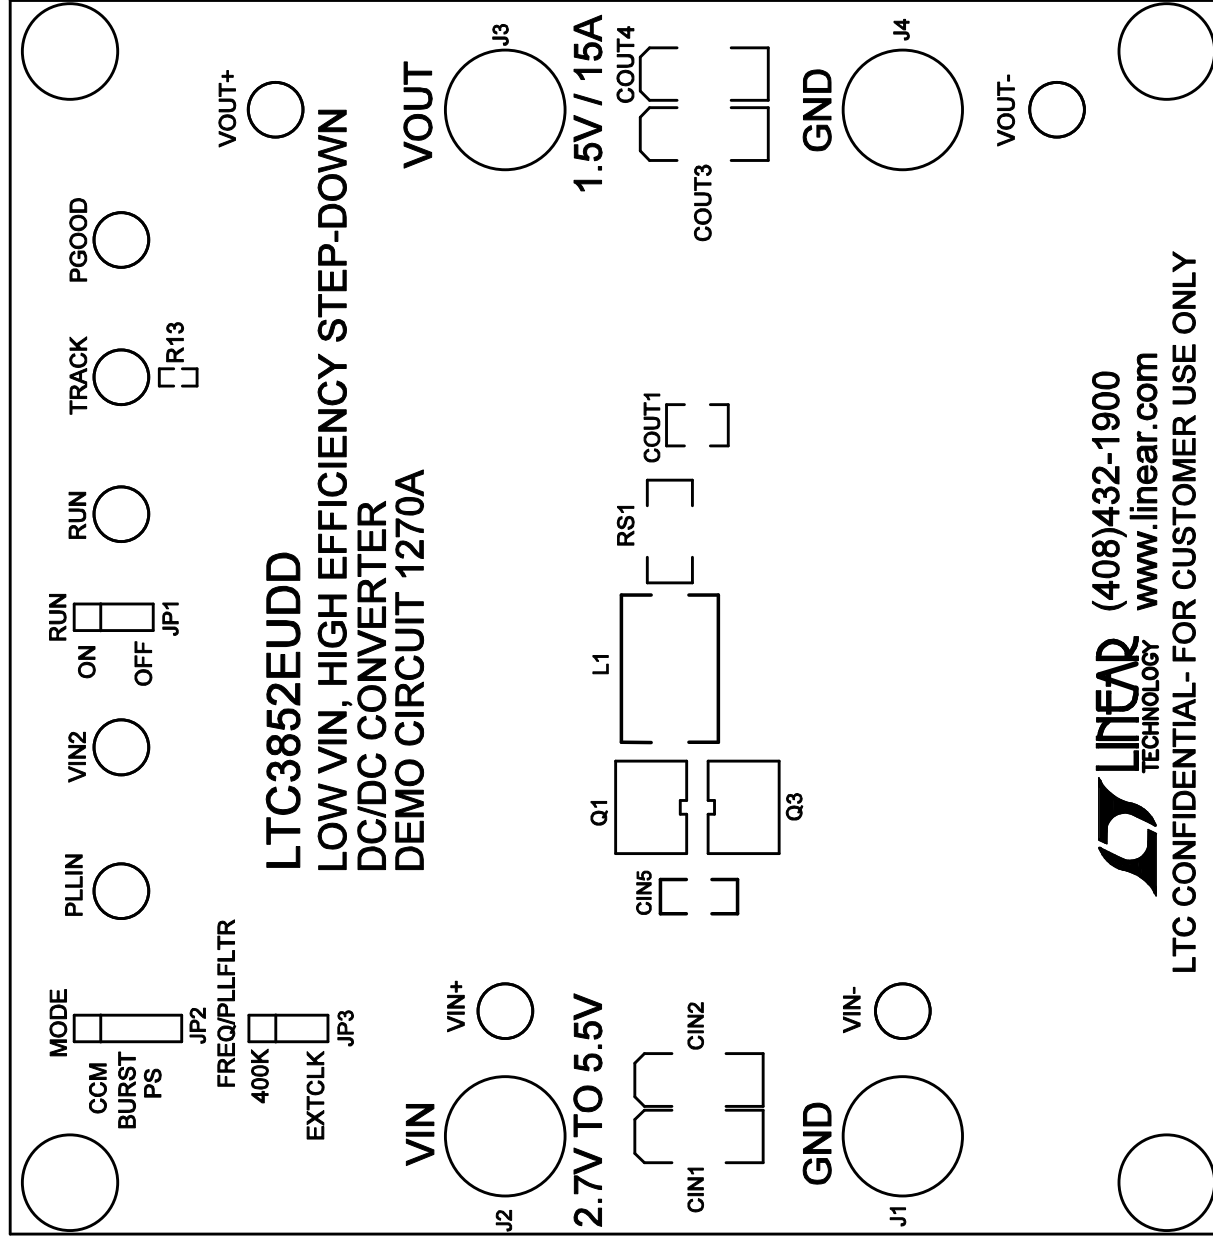 MODE
CCM
BURST
PS
JP2
FREQ/PLLFLTR
400K
EXTCLK
JP3
PLLIN
VIN2
RUN
ON
OFF
JP1
RUN
TRACK
R13
PGOOD
VOUT+
LTC3852EUDD
LOW VIN, HIGH EFFICIENCY STEP-DOWN
DC/DC CONVERTER
DEMO CIRCUIT 1270A
VIN
J2
VIN+
2.7V TO 5.5V
CIN1
CIN2
GND
J1
VIN-
CIN5
Q1
Q3
L1
RS1
COUT1
VOUT
J3
1.5V / 15A
COUT4
COUT3
GND
J4
VOUT-
LINEAR
TECHNOLOGY
(408)432-1900
www.linear.com
LTC CONFIDENTIAL- FOR CUSTOMER USE ONLY